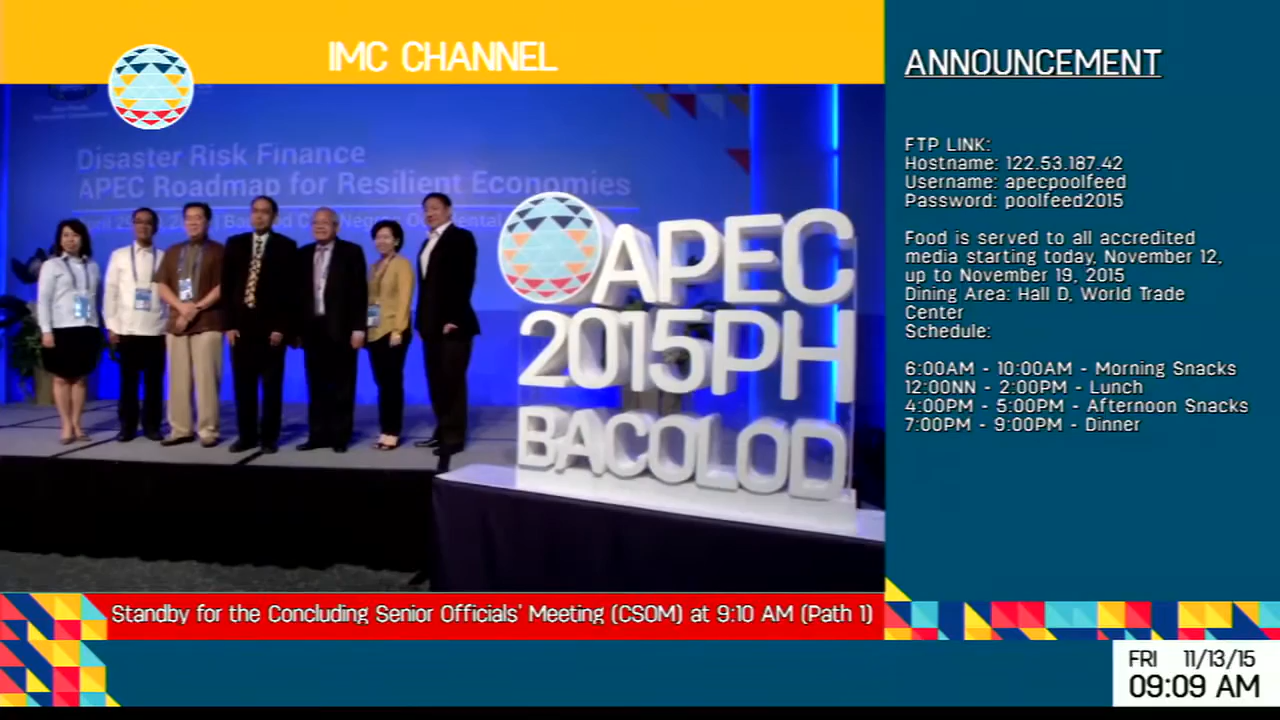 IMC CHANNEL
Disaster Risk Finance
APEC Roadmap for Resilient Economies
APEC
2015PH
BACOLOD
Standby for the Concluding Senior Officials' Meeting (CSOM) at 9:10 AM (Path 1)
ANNOUNCEMENT
FTP LINK:
Hostname: 122.53.187.42
Username: apecpoolfeed
Password: poolfeed2015
Food is served to all accredited
media starting today, November 12,
up to November 19, 2015
Dining Area: Hall D, World Trade
Center
Schedule:
6:00AM - 10:00AM - Morning Snacks
12:00NN - 2:00PM - Lunch
4:00PM - 5:00PM - Afternoon Snacks
7:00PM - 9:00PM - Dinner
FRI 11/13/15
09:09 AM